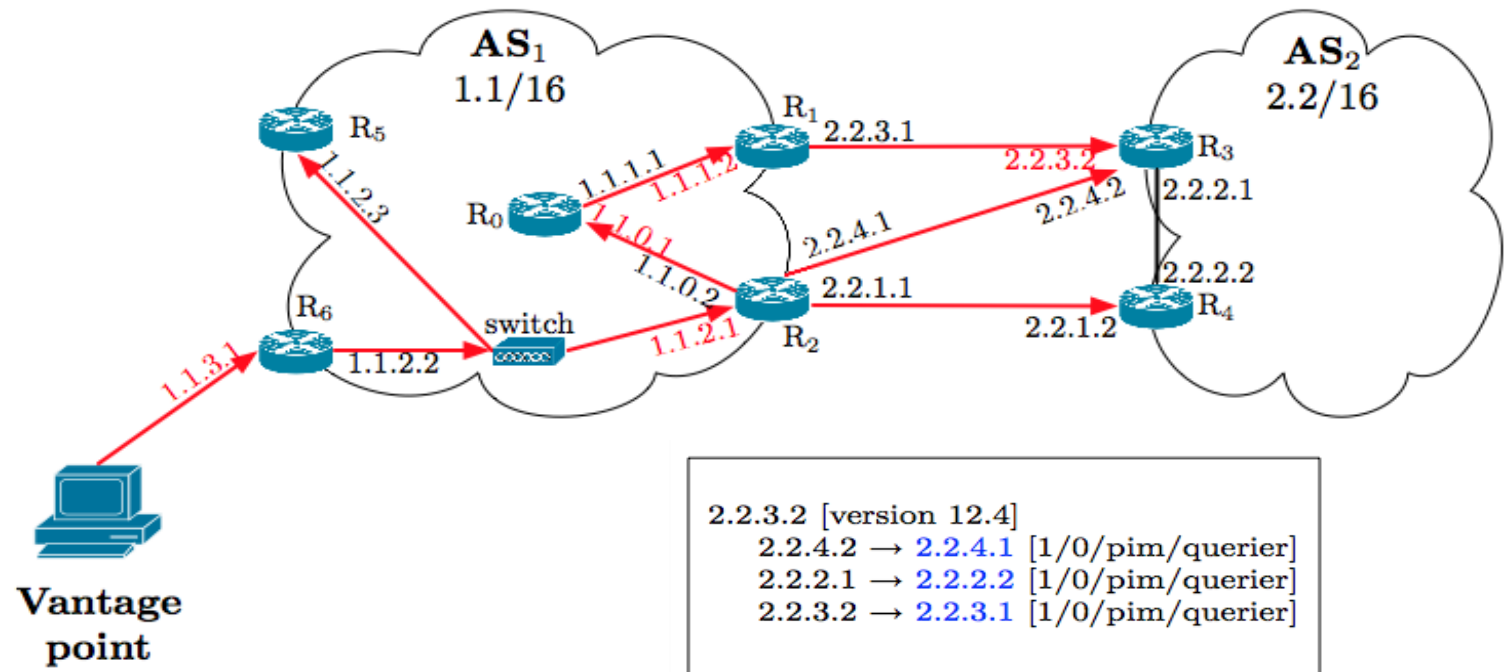 AS1
1.1/16
AS2
2.2/16
R5
R1
2.2.3.1
2.2.3.2
R3
1.1.2.3
1.1.1.1
1.1.1.2
R0
1.1.0.1
1.1.0.2
2.2.4.1
2.2.4.2
2.2.2.1
R6
2.2.1.1
2.2.2.2
R4
switch
1.1.2.1
R2
2.2.1.2
1.1.3.1
1.1.2.2
Vantage
point
2.2.3.2 [version 12.4]
2.2.4.2 → 2.2.4.1 [1/0/pim/querier]
2.2.2.1 → 2.2.2.2 [1/0/pim/querier]
2.2.3.2 → 2.2.3.1 [1/0/pim/querier]